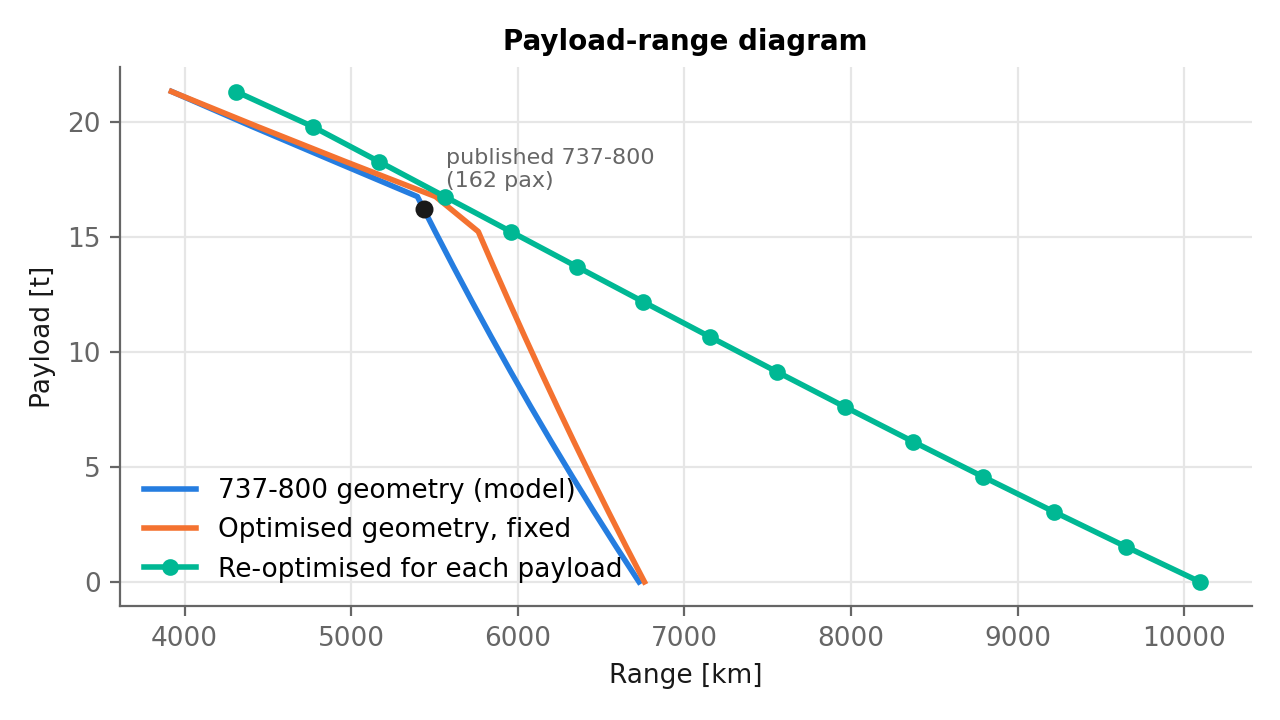 Payload-range diagram
20
15
10
5
0
Payload [t]
published 737-800
(162 pax)
737-800 geometry (model)
Optimised geometry, fixed
Re-optimised for each payload
4000 5000 6000 7000 8000 9000 10000
Range [km]